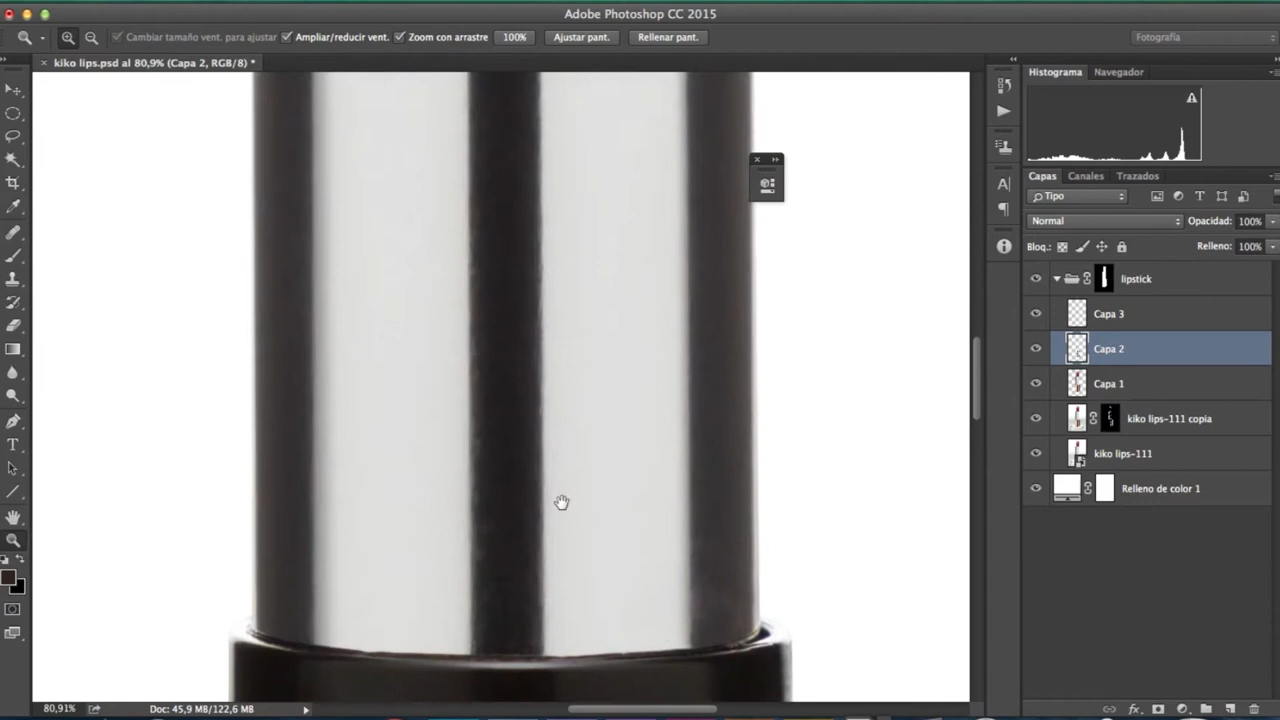 Adobe Photoshop CC 2015
Cambiar tamaño vent. para ajustar Ampliar/reducir vent. Zoom con arrastre 100% Ajustar pant. Rellenar pant. Fotografía
× kiko lips.psd al 80,9% (Capa 2, RGB/8) *
Histograma Navegador
Capas Canales Trazados
Tipo
Normal Opacidad: 100%
Bloq.: Relleno: 100%
lipstick
Capa 3
Capa 2
Capa 1
kiko lips-111 copia
kiko lips-111
Relleno de color 1
80,91% Doc: 45,9 MB/122,6 MB